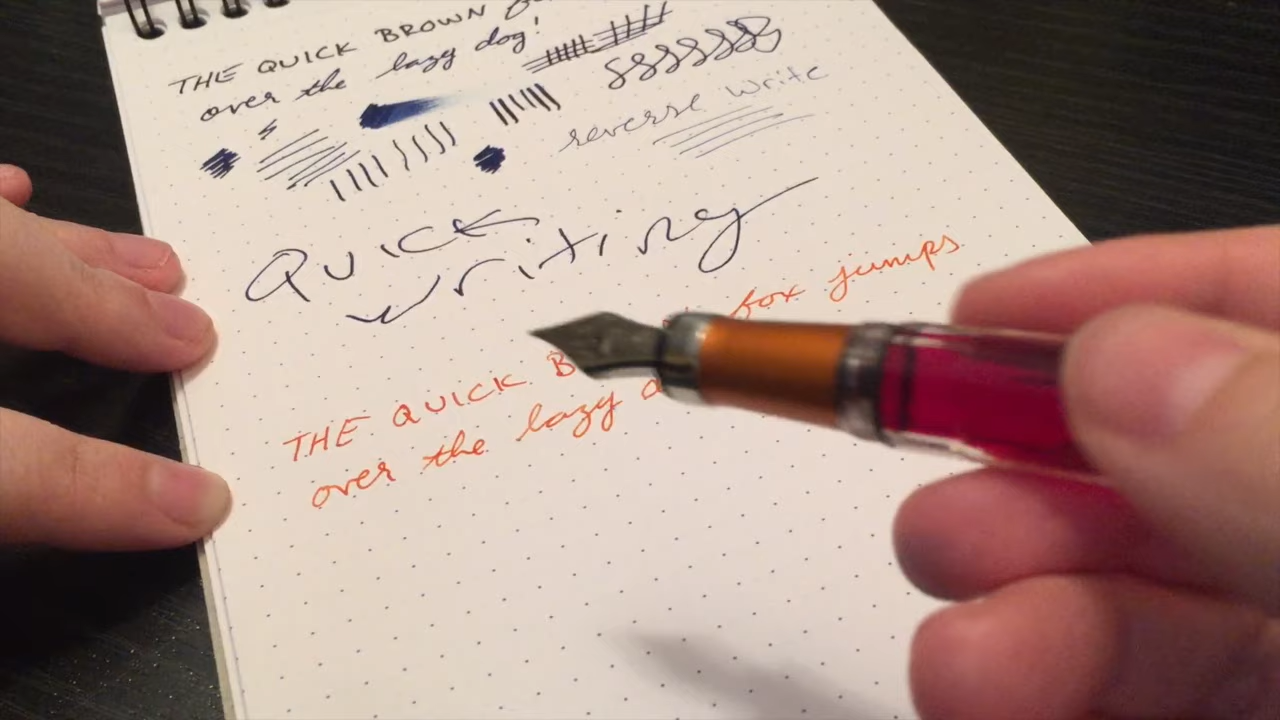 THE QUICK BROWN
over the lazy dog!
reverse write
Quick
writing
THE QUICK fox jumps
over the lazy